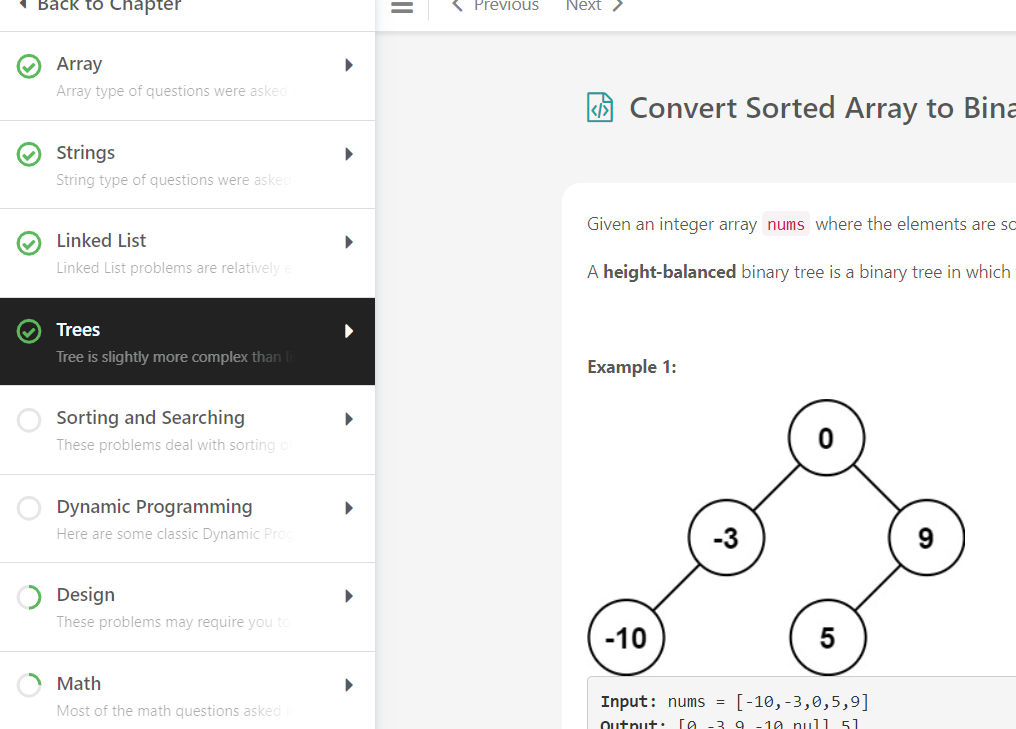 Back to Chapter
Previous Next
Array
Array type of questions were asked
Strings
String type of questions were asked
Linked List
Linked List problems are relatively
Trees
Tree is slightly more complex than
Sorting and Searching
These problems deal with sorting
Dynamic Programming
Here are some classic Dynamic
Design
These problems may require you to
Math
Most of the math questions asked
Convert Sorted Array to
Given an integer array nums where the elements are
A height-balanced binary tree is a binary tree in which
Example 1:
0
-3 9
-10 5
Input: nums = [-10,-3,0,5,9]
Output: [0,-3,9,-10,null,5]